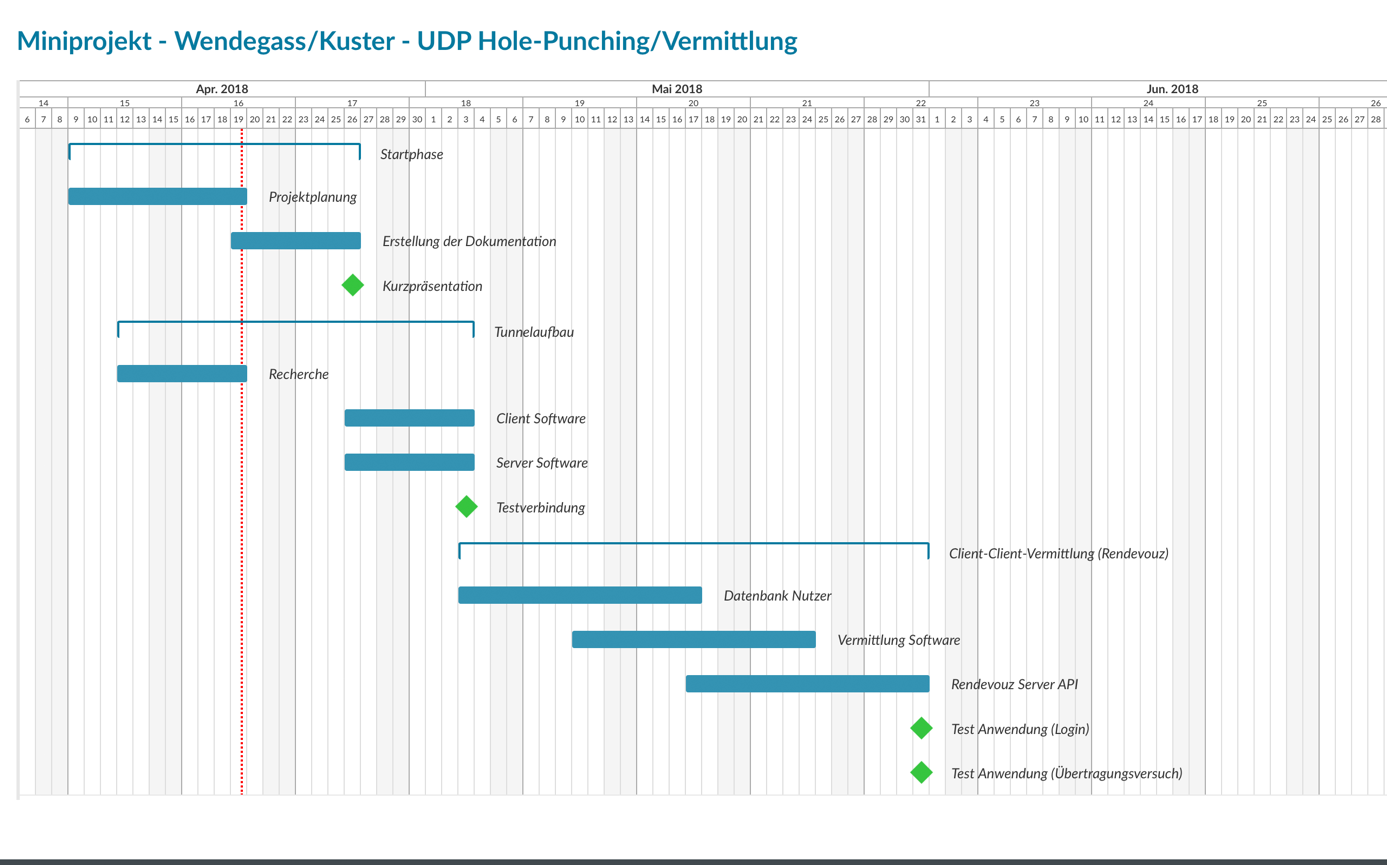 Miniprojekt - Wendegass/Kuster - UDP Hole-Punching/Vermittlung
Apr. 2018 Mai 2018 Jun. 2018
14 15 16 17 18 19 20 21 22 23 24 25 26
6 7 8 9 10 11 12 13 14 15 16 17 18 19 20 21 22 23 24 25 26 27 28 29 30 1 2 3 4 5 6 7 8 9 10 11 12 13 14 15 16 17 18 19 20 21 22 23 24 25 26 27 28 29 30 31 1 2 3 4 5 6 7 8 9 10 11 12 13 14 15 16 17 18 19 20 21 22 23 24 25 26 27 28
Startphase
Projektplanung
Erstellung der Dokumentation
Kurzpräsentation
Tunnelaufbau
Recherche
Client Software
Server Software
Testverbindung
Client-Client-Vermittlung (Rendevouz)
Datenbank Nutzer
Vermittlung Software
Rendevouz Server API
Test Anwendung (Login)
Test Anwendung (Übertragungsversuch)